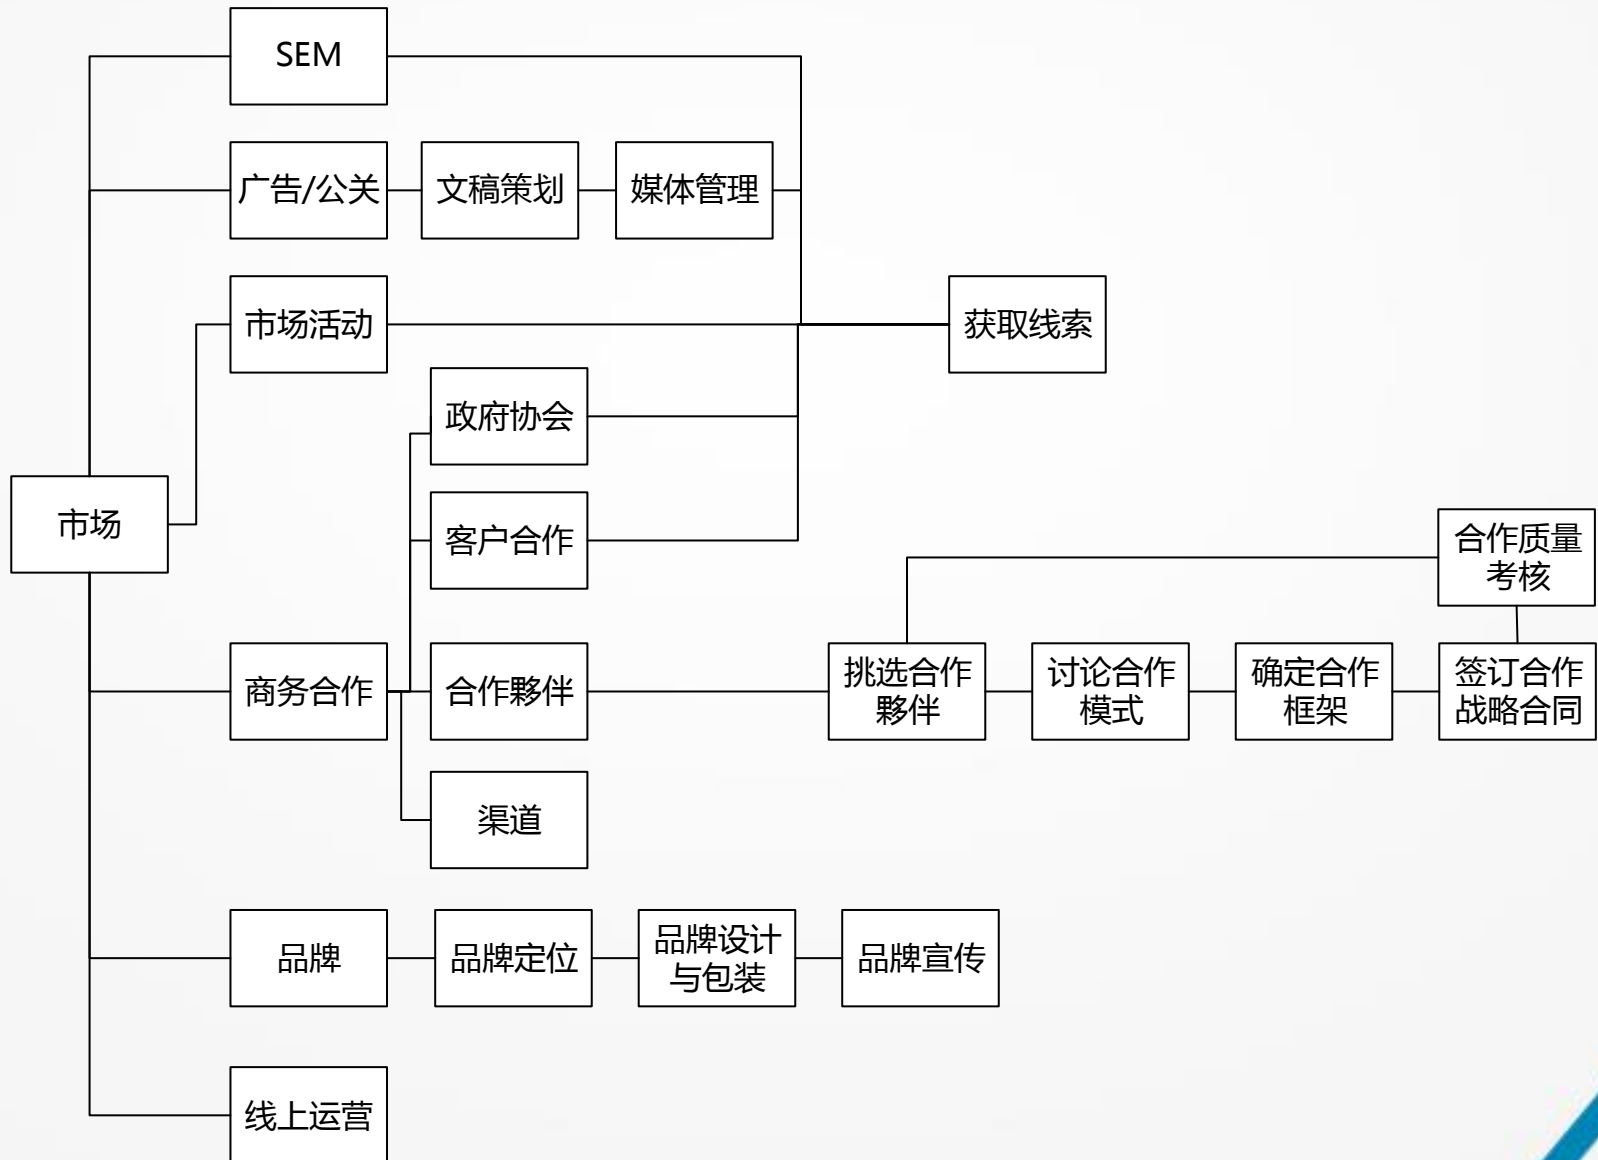 SEM
广告/公关
文稿策划
媒体管理
市场活动
获取线索
政府协会
市场
客户合作
合作质量
考核
商务合作
合作夥伴
挑选合作
夥伴
讨论合作
模式
确定合作
框架
签订合作
战略合同
渠道
品牌
品牌定位
品牌设计
与包装
品牌宣传
线上运营